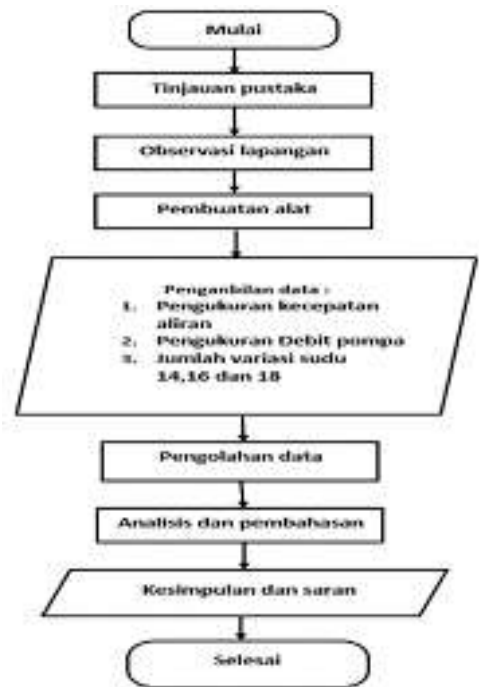 Mulai
Tinjauan pustaka
Observasi lapangan
Pembuatan alat
Penganbilan data :
1. Pengukuran kecepatan
aliran
2. Pengukuran Debit pompa
3. Jumlah variasi sudu
14,16 dan 18
Pengolahan data
Analisis dan pembahasan
Kesimpulan dan saran
Selesai